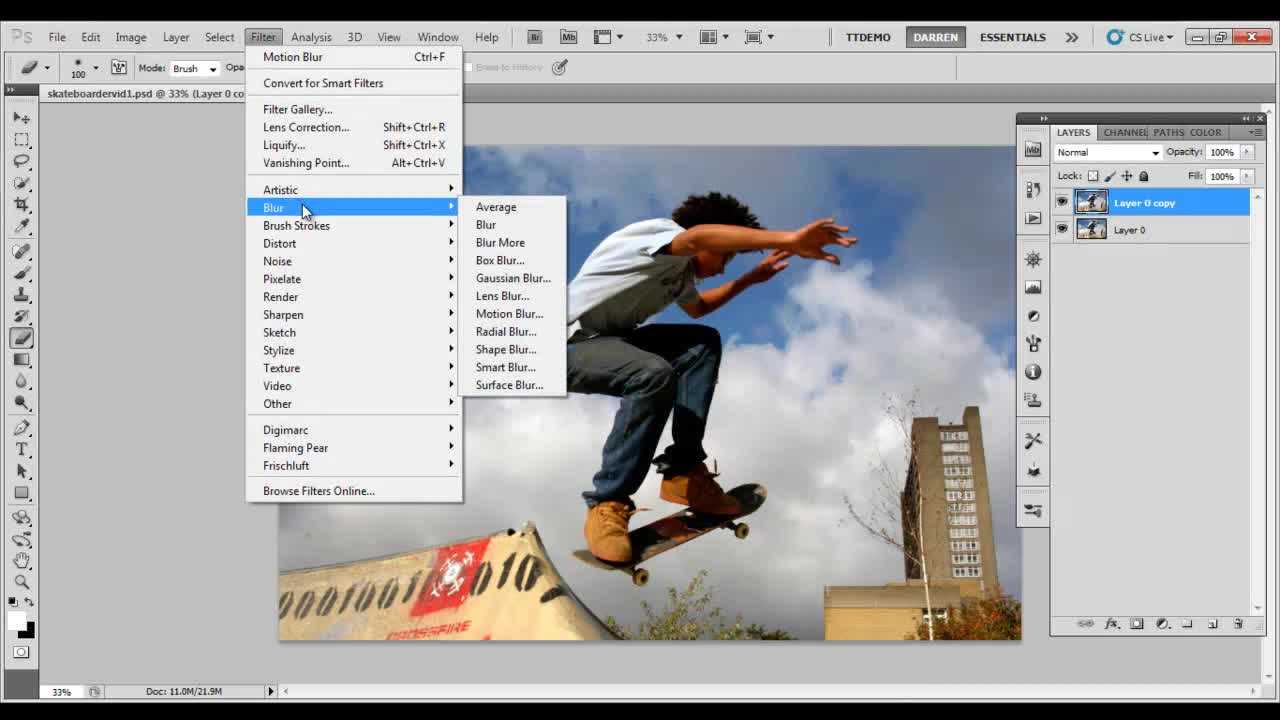 Ps File Edit Image Layer Select Filter Analysis 3D View Window Help Br Mb 33% TTDEMO DARREN ESSENTIALS CS Live
100 Mode: Brush Erase to History
skateboardervid1.psd @ 33% (Layer 0 co
Motion Blur Ctrl+F
Convert for Smart Filters
Filter Gallery...
Lens Correction... Shift+Ctrl+R
Liquify... Shift+Ctrl+X
Vanishing Point... Alt+Ctrl+V
Artistic
Blur
Brush Strokes
Distort
Noise
Pixelate
Render
Sharpen
Sketch
Stylize
Texture
Video
Other
Digimarc
Flaming Pear
Frischluft
Browse Filters Online...
Average
Blur
Blur More
Box Blur...
Gaussian Blur...
Lens Blur...
Motion Blur...
Radial Blur...
Shape Blur...
Smart Blur...
Surface Blur...
LAYERS CHANNEL PATHS COLOR
Normal Opacity: 100%
Lock: Fill: 100%
Layer 0 copy
Layer 0
CROSSFIRE
33% Doc: 11.0M/21.9M